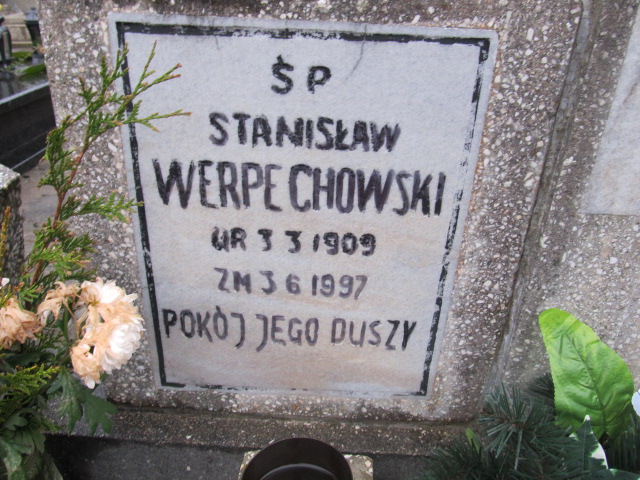 ŚP
STANISŁAW
WERPECHOWSKI
UR 3 3 1909
ZM 3 6 1997
POKÓJ JEGO DUSZY